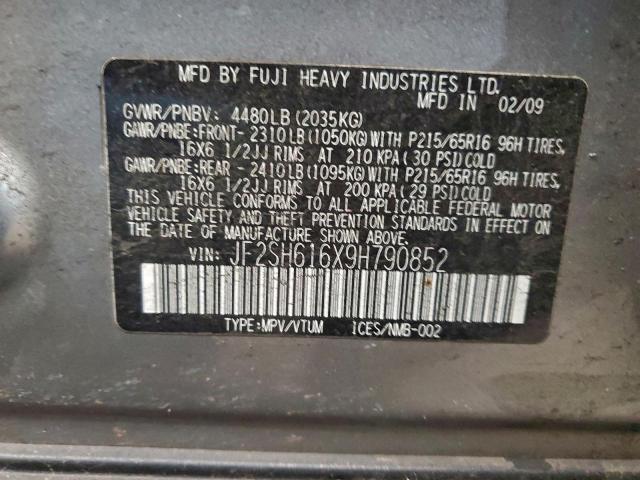 MFD BY FUJI HEAVY INDUSTRIES LTD.
MFD IN 02/09
GVWR/PNBV: 4480LB(2035KG)
GAWR/PNBE:FRONT- 2310LB(1050KG)WITH P215/65R16 96H TIRES,
16X6 1/2JJ RIMS AT 210 KPA( 30 PSI)COLD
GAWR/PNBE:REAR - 2410LB(1095KG)WITH P215/65R16 96H TIRES,
16X6 1/2JJ RIMS AT 200 KPA( 29 PSI)COLD
THIS VEHICLE CONFORMS TO ALL APPLICABLE FEDERAL MOTOR
VEHICLE SAFETY AND THEFT PREVENTION STANDARDS IN EFFECT ON
THE DATE OF MANUFACTURE SHOWN ABOVE.
VIN: JF2SH616X9H790852
TYPE:MPV/VTUM ICES/NMB-002